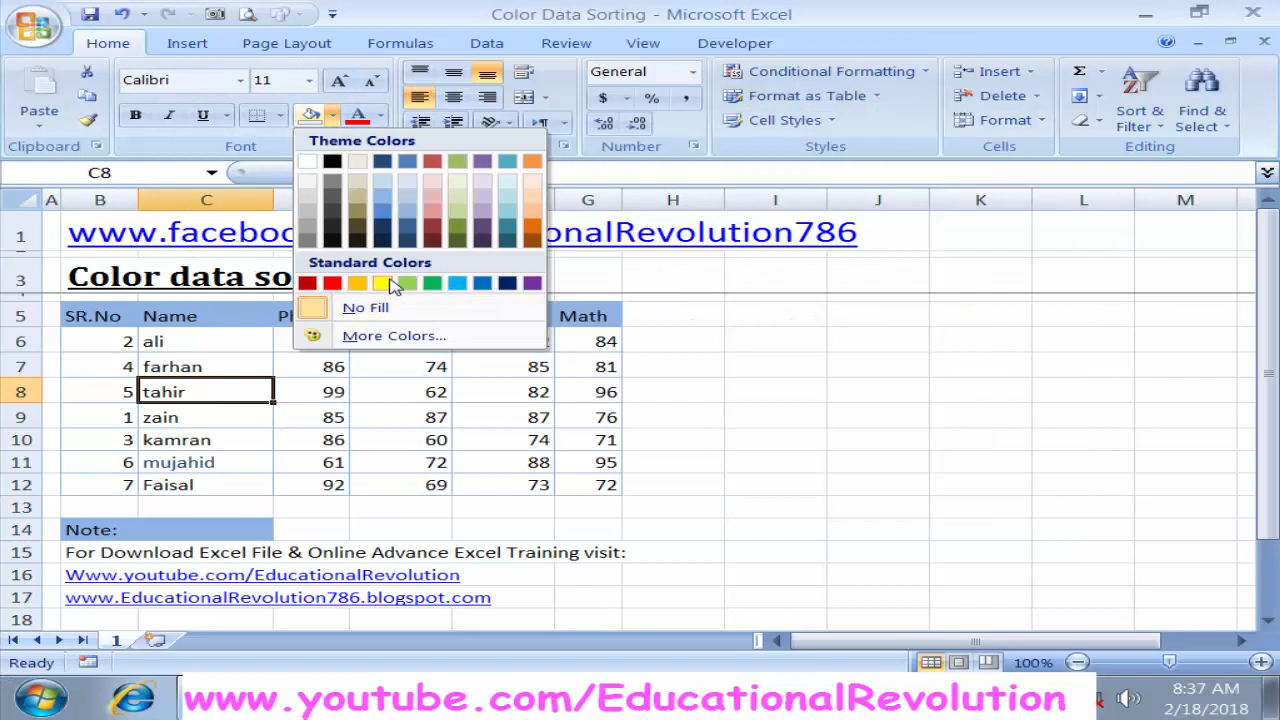 Color Data Sorting - Microsoft Excel
Home Insert Page Layout Formulas Data Review View Developer
Calibri 11 General Conditional Formatting Insert Σ
Paste B I U A $ % , Format as Table Delete Sort & Filter Find & Select
Cell Styles Format
Clipboard Font Number Styles Cells Editing
Theme Colors
C8
A B C G H I J K L M
1 www.facebo onalRevolution786
Standard Colors
3 Color data so
No Fill
5 SR.No Name Ph Math
More Colors...
6 2 ali 84
7 4 farhan 86 74 85 81
8 5 tahir 99 62 82 96
9 1 zain 85 87 87 76
10 3 kamran 86 60 74 71
11 6 mujahid 61 72 88 95
12 7 Faisal 92 69 73 72
13
14 Note:
15 For Download Excel File & Online Advance Excel Training visit:
16 Www.youtube.com/EducationalRevolution
17 www.EducationalRevolution786.blogspot.com
18
1
Ready 100%
www.youtube.com/EducationalRevolution
8:37 AM
2/18/2018